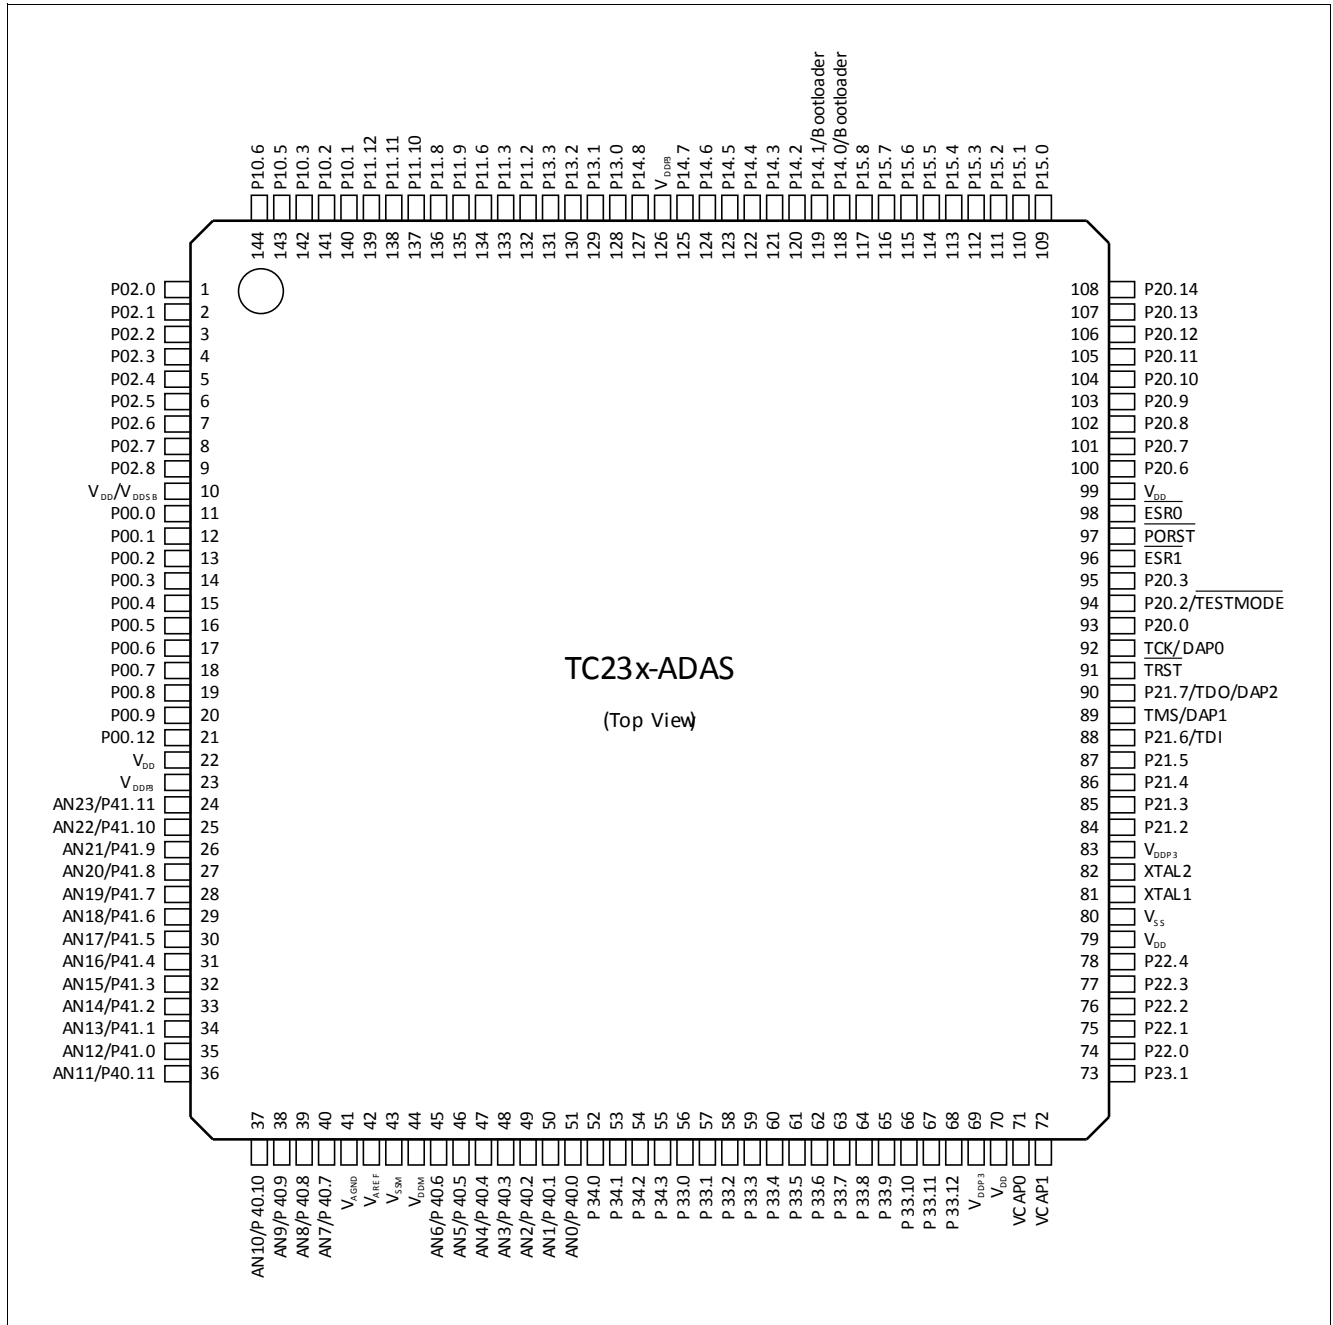 P10.6
P10.5
P10.3
P10.2
P10.1
P11.12
P11.11
P11.10
P11.8
P11.9
P11.6
P11.3
P11.2
P13.3
P13.2
P13.1
P13.0
P14.8
VDDP3
P14.7
P14.6
P14.5
P14.4
P14.3
P14.2
P14.1/Bootloader
P14.0/Bootloader
P15.8
P15.7
P15.6
P15.5
P15.4
P15.3
P15.2
P15.1
P15.0
144
143
142
141
140
139
138
137
136
135
134
133
132
131
130
129
128
127
126
125
124
123
122
121
120
119
118
117
116
115
114
113
112
111
110
109
P02.0 1
P02.1 2
P02.2 3
P02.3 4
P02.4 5
P02.5 6
P02.6 7
P02.7 8
P02.8 9
VDD/VDDSB 10
P00.0 11
P00.1 12
P00.2 13
P00.3 14
P00.4 15
P00.5 16
P00.6 17
P00.7 18
P00.8 19
P00.9 20
P00.12 21
VDD 22
VDDP3 23
AN23/P41.11 24
AN22/P41.10 25
AN21/P41.9 26
AN20/P41.8 27
AN19/P41.7 28
AN18/P41.6 29
AN17/P41.5 30
AN16/P41.4 31
AN15/P41.3 32
AN14/P41.2 33
AN13/P41.1 34
AN12/P41.0 35
AN11/P40.11 36
TC23x-ADAS
(Top View)
108 P20.14
107 P20.13
106 P20.12
105 P20.11
104 P20.10
103 P20.9
102 P20.8
101 P20.7
100 P20.6
99 VDD
98 ESR0
97 PORST
96 ESR1
95 P20.3
94 P20.2/TESTMODE
93 P20.0
92 TCK/DAP0
91 TRST
90 P21.7/TDO/DAP2
89 TMS/DAP1
88 P21.6/TDI
87 P21.5
86 P21.4
85 P21.3
84 P21.2
83 VDDP3
82 XTAL2
81 XTAL1
80 VSS
79 VDD
78 P22.4
77 P22.3
76 P22.2
75 P22.1
74 P22.0
73 P23.1
37
38
39
40
41
42
43
44
45
46
47
48
49
50
51
52
53
54
55
56
57
58
59
60
61
62
63
64
65
66
67
68
69
70
71
72
AN10/P40.10
AN9/P40.9
AN8/P40.8
AN7/P40.7
VAGND
VAREF
VSSM
VDDM
AN6/P40.6
AN5/P40.5
AN4/P40.4
AN3/P40.3
AN2/P40.2
AN1/P40.1
AN0/P40.0
P34.0
P34.1
P34.2
P34.3
P33.0
P33.1
P33.2
P33.3
P33.4
P33.5
P33.6
P33.7
P33.8
P33.9
P33.10
P33.11
P33.12
VDDP3
VDD
VCAP0
VCAP1